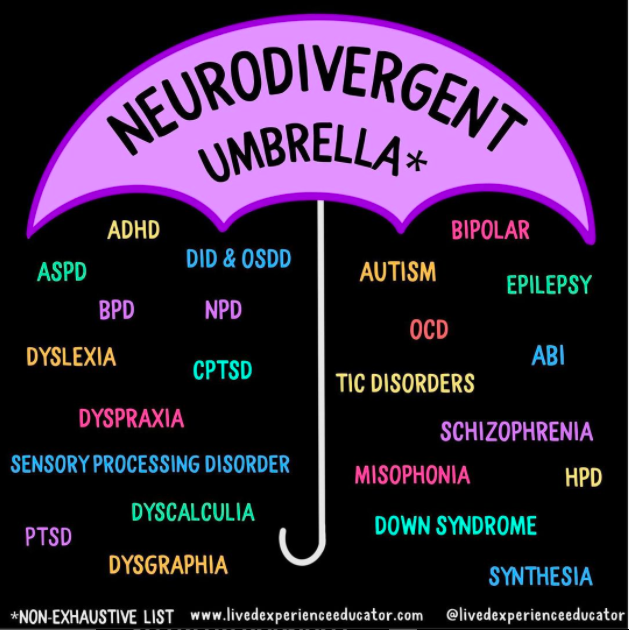 NEURODIVERGENT
UMBRELLA*
ADHD
ASPD
DID & OSDD
BPD
NPD
DYSLEXIA
CPTSD
DYSPRAXIA
SENSORY PROCESSING DISORDER
DYSCALCULIA
PTSD
DYSGRAPHIA
BIPOLAR
AUTISM
EPILEPSY
OCD
ABI
TIC DISORDERS
SCHIZOPHRENIA
MISOPHONIA
HPD
DOWN SYNDROME
SYNTHESIA
*NON-EXHAUSTIVE LIST www.livedexperienceeducator.com @livedexperienceeducator